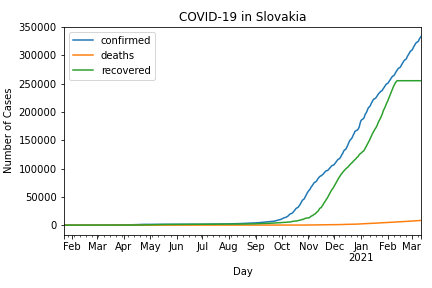 COVID-19 in Slovakia
350000
300000
250000
200000
150000
100000
50000
0
Number of Cases
confirmed
deaths
recovered
Feb Mar Apr May Jun Jul Aug Sep Oct Nov Dec Jan Feb Mar
2021
Day